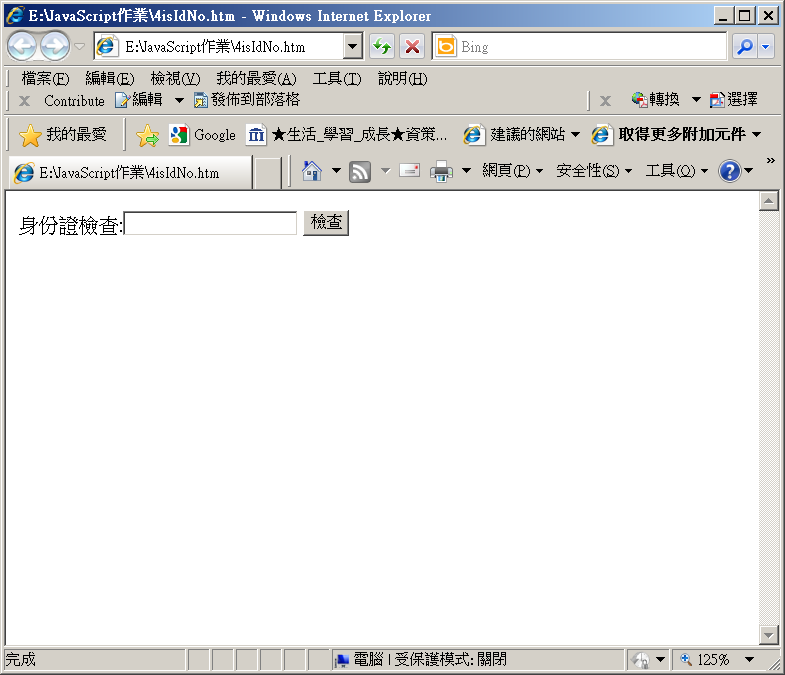 E:\JavaScript作業\4isIdNo.htm - Windows Internet Explorer
E:\JavaScript作業\4isIdNo.htm Bing
檔案(F) 編輯(E) 檢視(V) 我的最愛(A) 工具(T) 說明(H)
x Contribute 編輯 發佈到部落格 x 轉換 選擇
我的最愛 Google ★生活_學習_成長★資策... 建議的網站 取得更多附加元件
E:\JavaScript作業\4isIdNo.htm 網頁(P) 安全性(S) 工具(O) »
身份證檢查: 檢查
完成 電腦 | 受保護模式: 關閉 125%